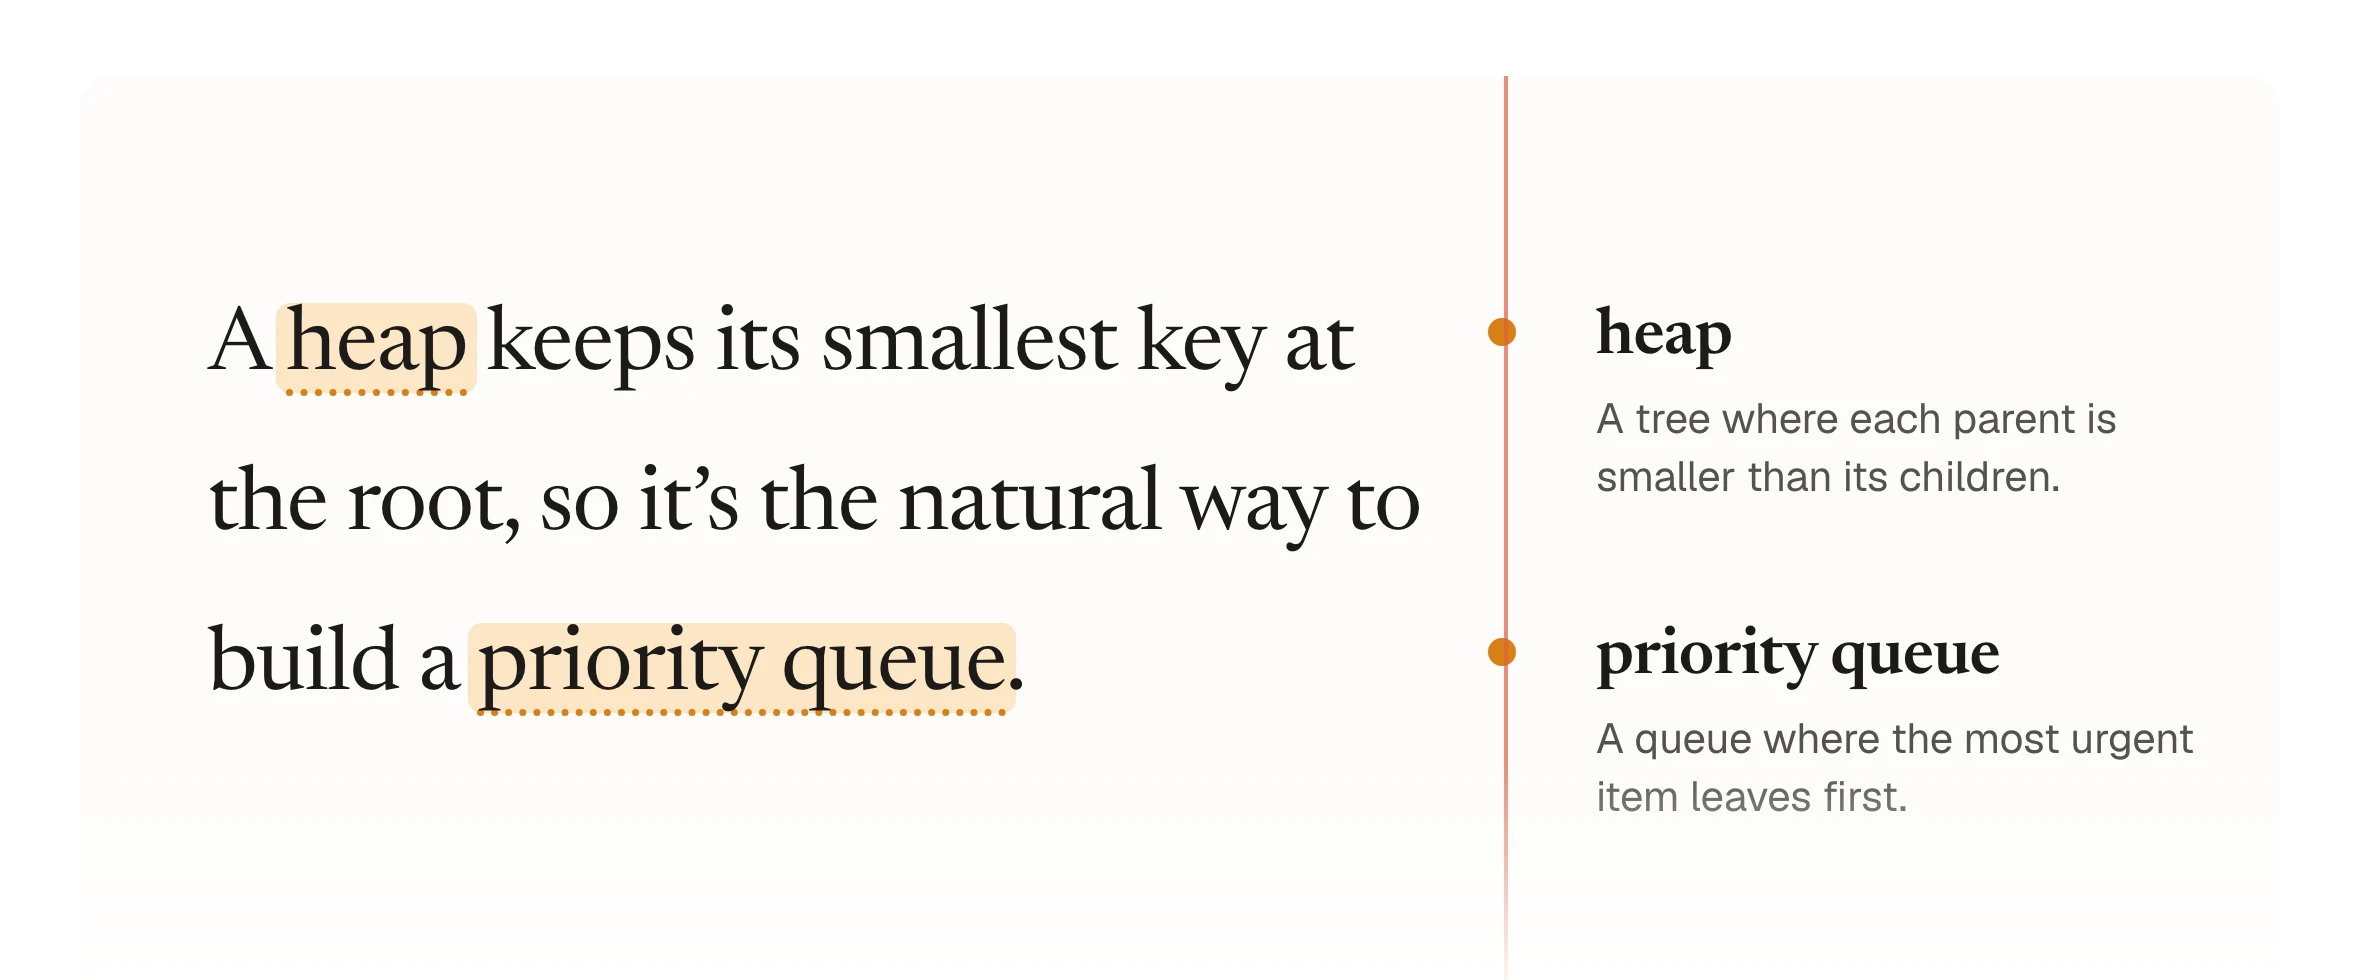 A heap keeps its smallest key at
the root, so it’s the natural way to
build a priority queue.
heap
A tree where each parent is
smaller than its children.
priority queue
A queue where the most urgent
item leaves first.